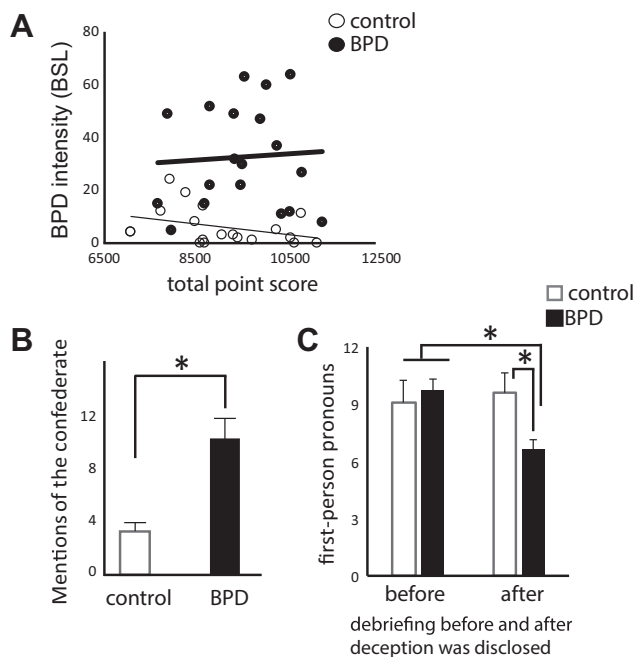 A
control
BPD
BPD intensity (BSL)
80
60
40
20
0
6500
8500
10500
12500
total point score
control
BPD
B
Mentions of the confederate
*
12
8
4
0
control
BPD
C
first-person pronouns
*
*
12
9
6
3
0
before
after
debriefing before and after
deception was disclosed